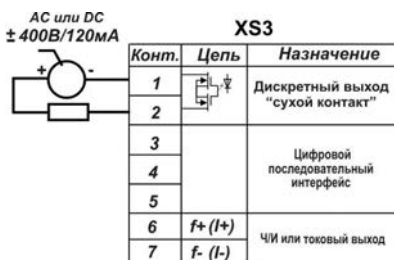 AC или DC
± 400В/120мА
XS3
Конт. Цепь Назначение
+ -
1
Дискретный выход
"сухой контакт"
2
3
Цифровой
последовательный
интерфейс
4
5
6 f+ (I+)
Ч/И или токовый выход
7 f- (I-)